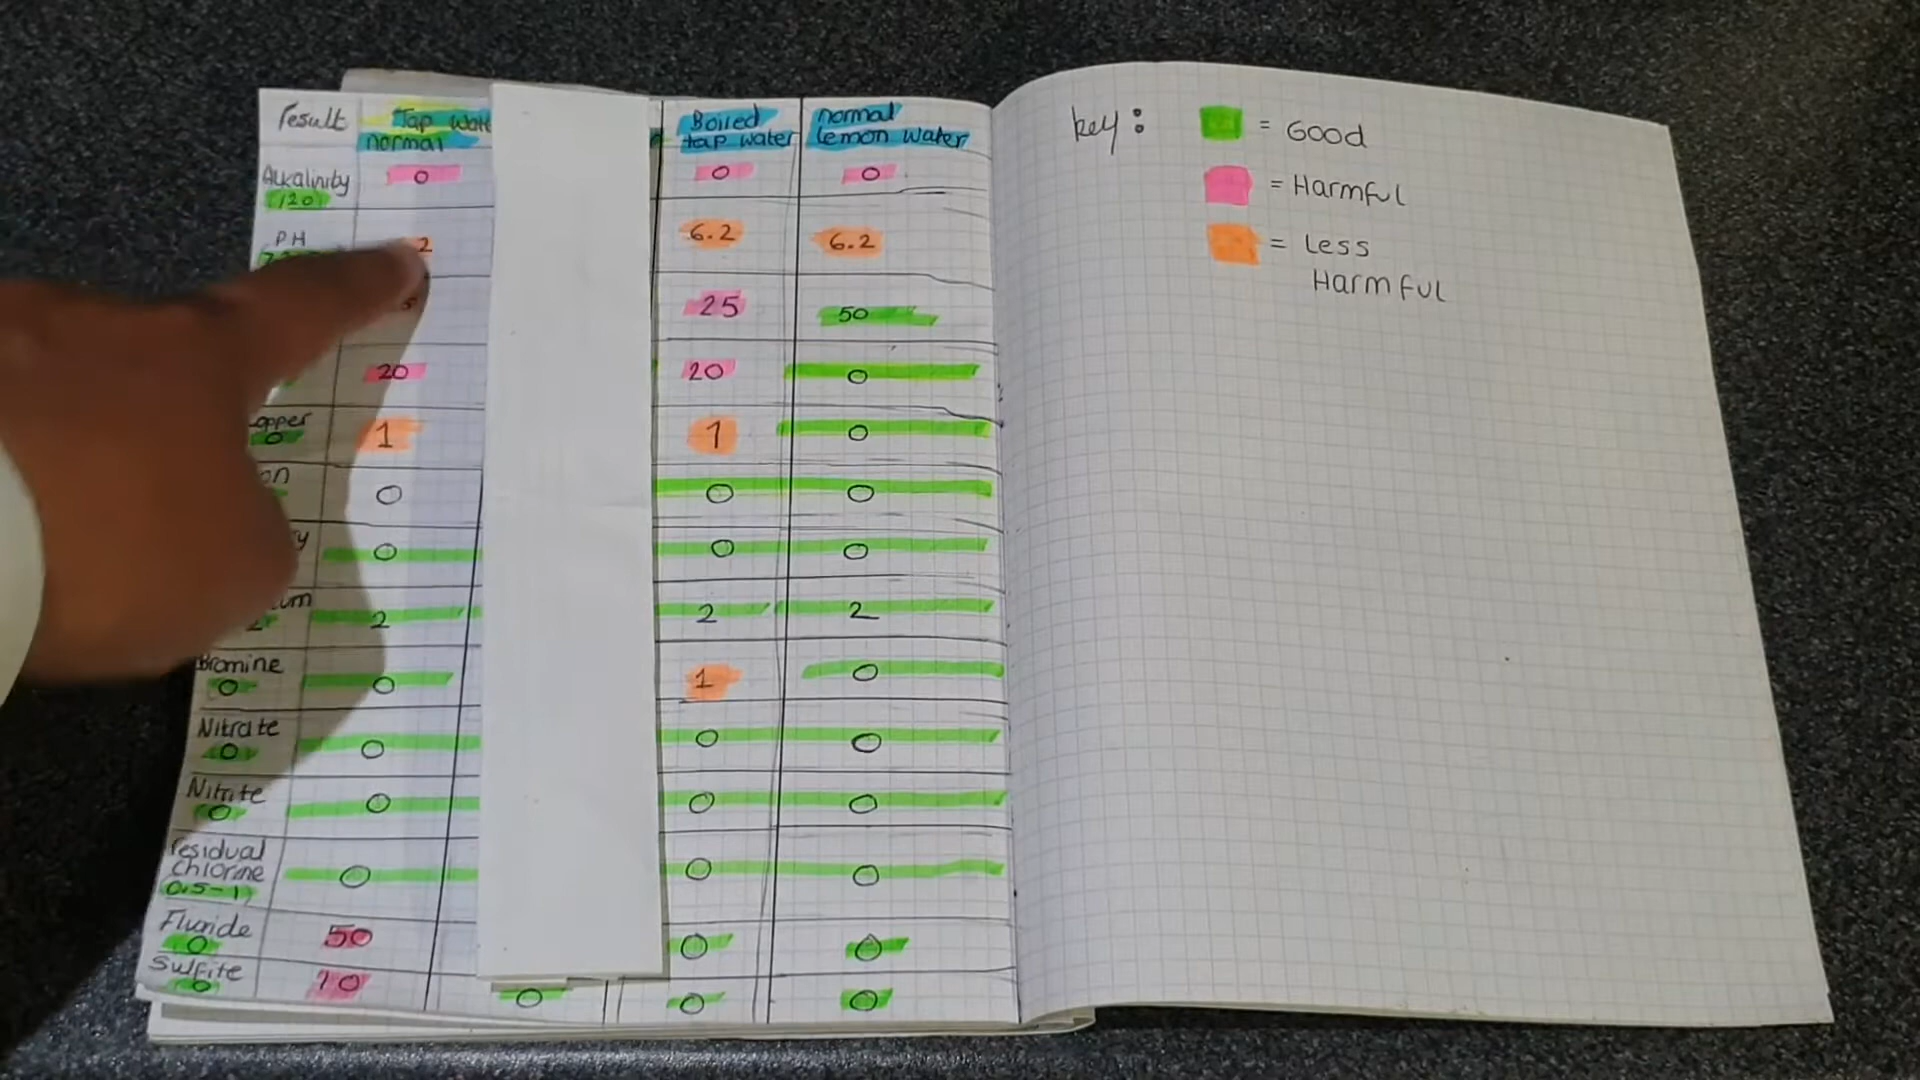 result Tap normal Boiled tap water normal lemon water
Alkalinity 120 0 0 0
PH 2 6.2 6.2
25 50
20 20 0
0 1 1 0
0 0 0
0 0 0
2 2 2
Bromine 0 0 1 0
Nitrate 0 0 0 0
Nitrite 0 0 0 0
residual chlorine 0.5-1 0 0 0
Fluride 0 50 0 0
Sulfite 0 10 0 0 0
key:
= Good
= Harmful
= Less
Harmful